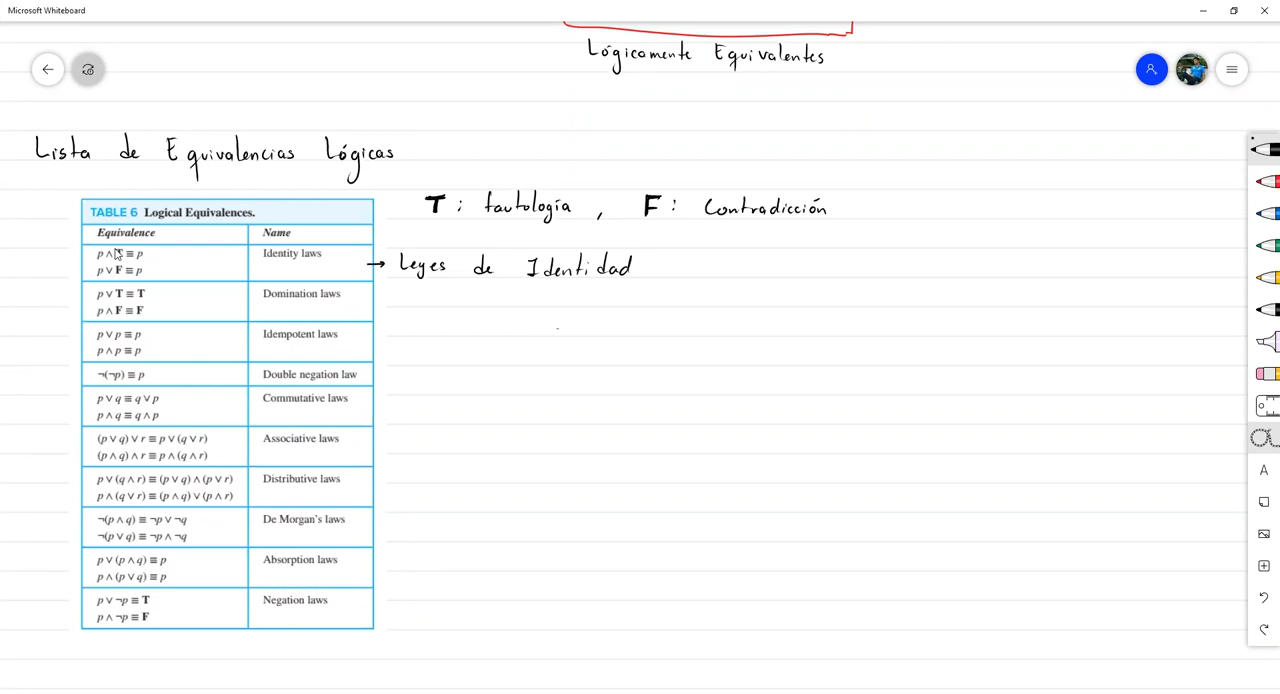 Microsoft Whiteboard
Lógicamente Equivalentes
Lista de Equivalencias Lógicas
T : tautología , F : Contradicción
→ Leyes de Identidad
TABLE 6 Logical Equivalences.
Equivalence Name
p ∧ T ≡ p Identity laws
p ∨ F ≡ p
p ∨ T ≡ T Domination laws
p ∧ F ≡ F
p ∨ p ≡ p Idempotent laws
p ∧ p ≡ p
¬(¬p) ≡ p Double negation law
p ∨ q ≡ q ∨ p Commutative laws
p ∧ q ≡ q ∧ p
(p ∨ q) ∨ r ≡ p ∨ (q ∨ r) Associative laws
(p ∧ q) ∧ r ≡ p ∧ (q ∧ r)
p ∨ (q ∧ r) ≡ (p ∨ q) ∧ (p ∨ r) Distributive laws
p ∧ (q ∨ r) ≡ (p ∧ q) ∨ (p ∧ r)
¬(p ∧ q) ≡ ¬p ∨ ¬q De Morgan's laws
¬(p ∨ q) ≡ ¬p ∧ ¬q
p ∨ (p ∧ q) ≡ p Absorption laws
p ∧ (p ∨ q) ≡ p
p ∨ ¬p ≡ T Negation laws
p ∧ ¬p ≡ F
A